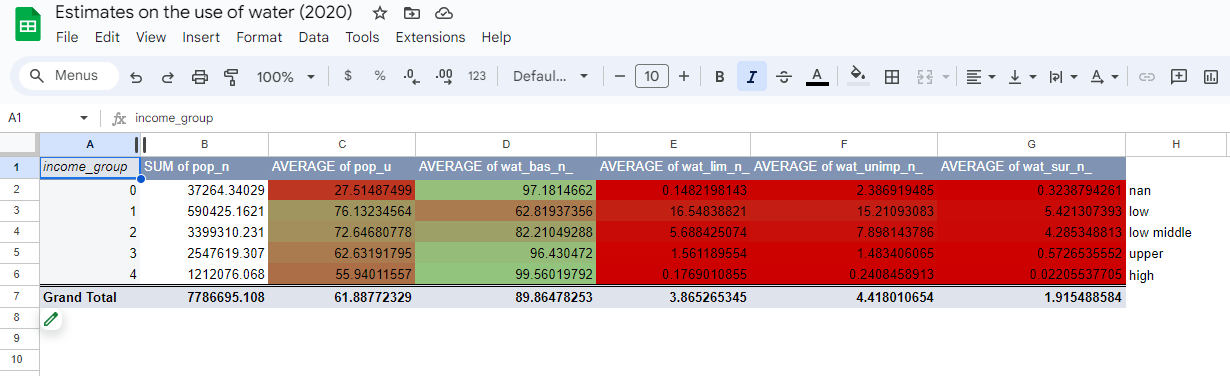 Estimates on the use of water (2020)
File Edit View Insert Format Data Tools Extensions Help
Menus 100% $ % .0 .00 123 Defaul... − 10 + B I A
A1 fx income_group
A B C D E F G H
1 income_group SUM of pop_n AVERAGE of pop_u AVERAGE of wat_bas_n_ AVERAGE of wat_lim_n_ AVERAGE of wat_unimp_n_ AVERAGE of wat_sur_n_
2 0 37264.34029 27.51487499 97.1814662 0.1482198143 2.386919485 0.3238794261 nan
3 1 590425.1621 76.13234564 62.81937356 16.54838821 15.21093083 5.421307393 low
4 2 3399310.231 72.64680778 82.21049288 5.688425074 7.898143786 4.285348813 low middle
5 3 2547619.307 62.63191795 96.430472 1.561189554 1.483406065 0.5726535552 upper
6 4 1212076.068 55.94011557 99.56019792 0.1769010855 0.2408458913 0.02205537705 high
7 Grand Total 7786695.108 61.88772329 89.86478253 3.865265345 4.418010654 1.915488584
8
9
10